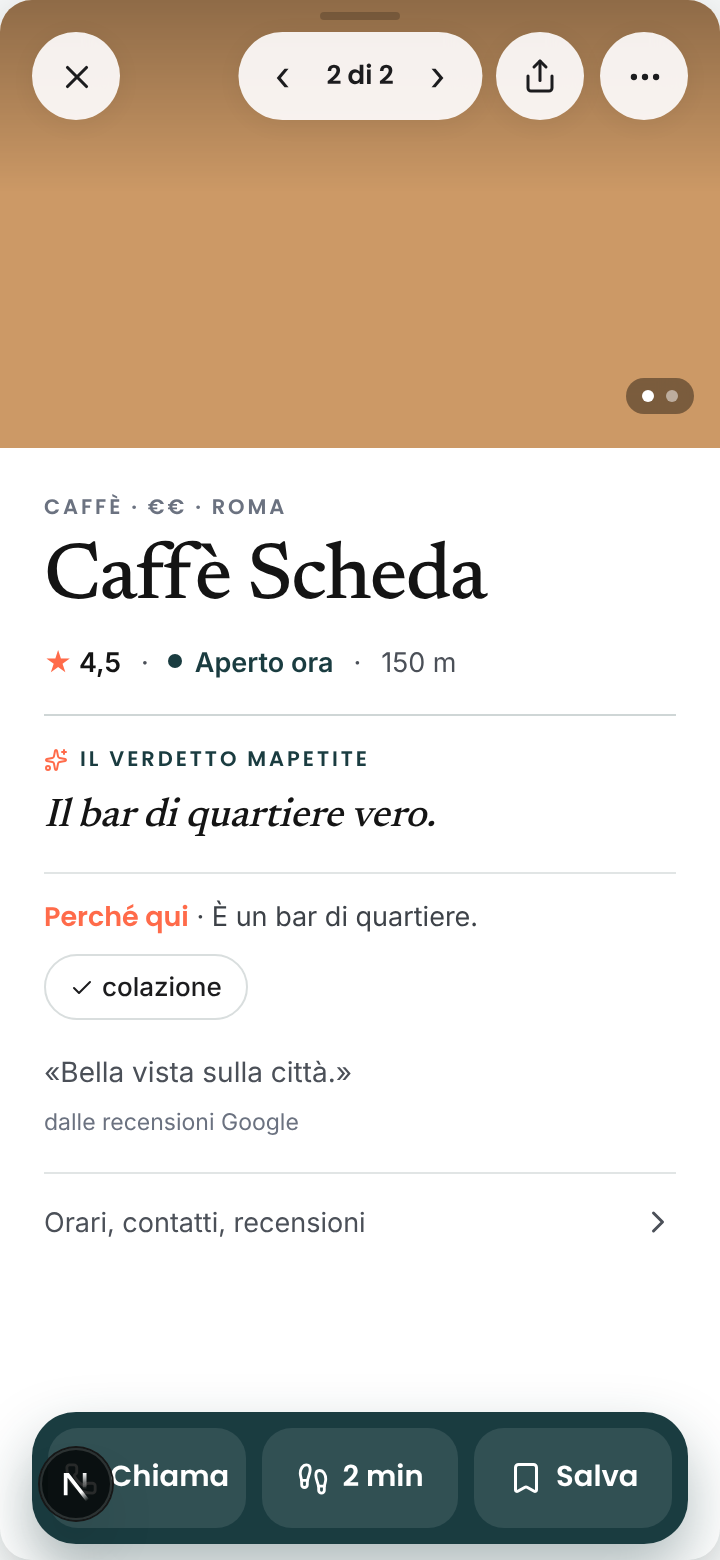 2 di 2
CAFFÈ · €€ · ROMA
Caffè Scheda
★ 4,5 · ● Aperto ora · 150 m
IL VERDETTO MAPETITE
Il bar di quartiere vero.
Perché qui · È un bar di quartiere.
✓ colazione
«Bella vista sulla città.»
dalle recensioni Google
Orari, contatti, recensioni
N Chiama 2 min Salva